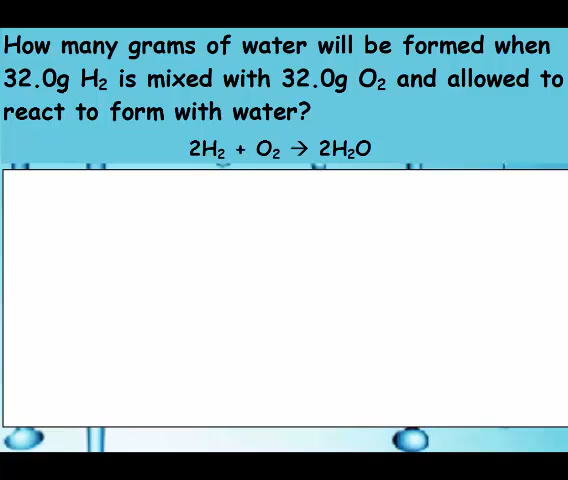 How many grams of water will be formed when
32.0g H₂ is mixed with 32.0g O₂ and allowed to
react to form with water?
2H₂ + O₂ → 2H₂O